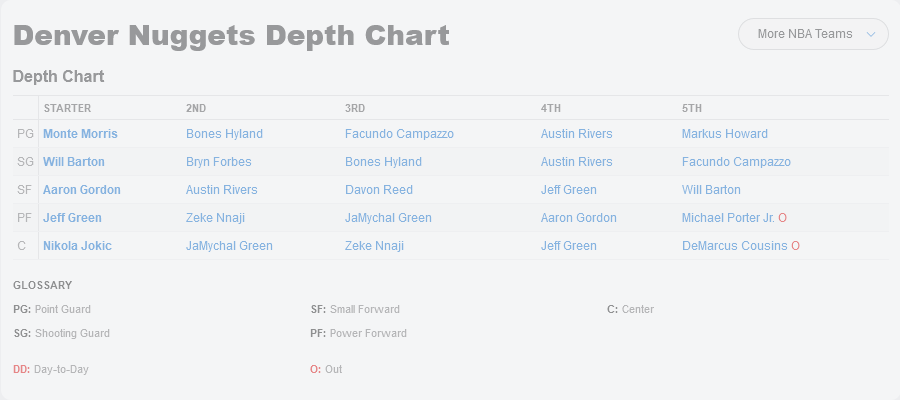 Denver Nuggets Depth Chart
More NBA Teams
Depth Chart
STARTER 2ND 3RD 4TH 5TH
PG Monte Morris Bones Hyland Facundo Campazzo Austin Rivers Markus Howard
SG Will Barton Bryn Forbes Bones Hyland Austin Rivers Facundo Campazzo
SF Aaron Gordon Austin Rivers Davon Reed Jeff Green Will Barton
PF Jeff Green Zeke Nnaji JaMychal Green Aaron Gordon Michael Porter Jr. O
C Nikola Jokic JaMychal Green Zeke Nnaji Jeff Green DeMarcus Cousins O
GLOSSARY
PG: Point Guard SF: Small Forward C: Center
SG: Shooting Guard PF: Power Forward
DD: Day-to-Day O: Out